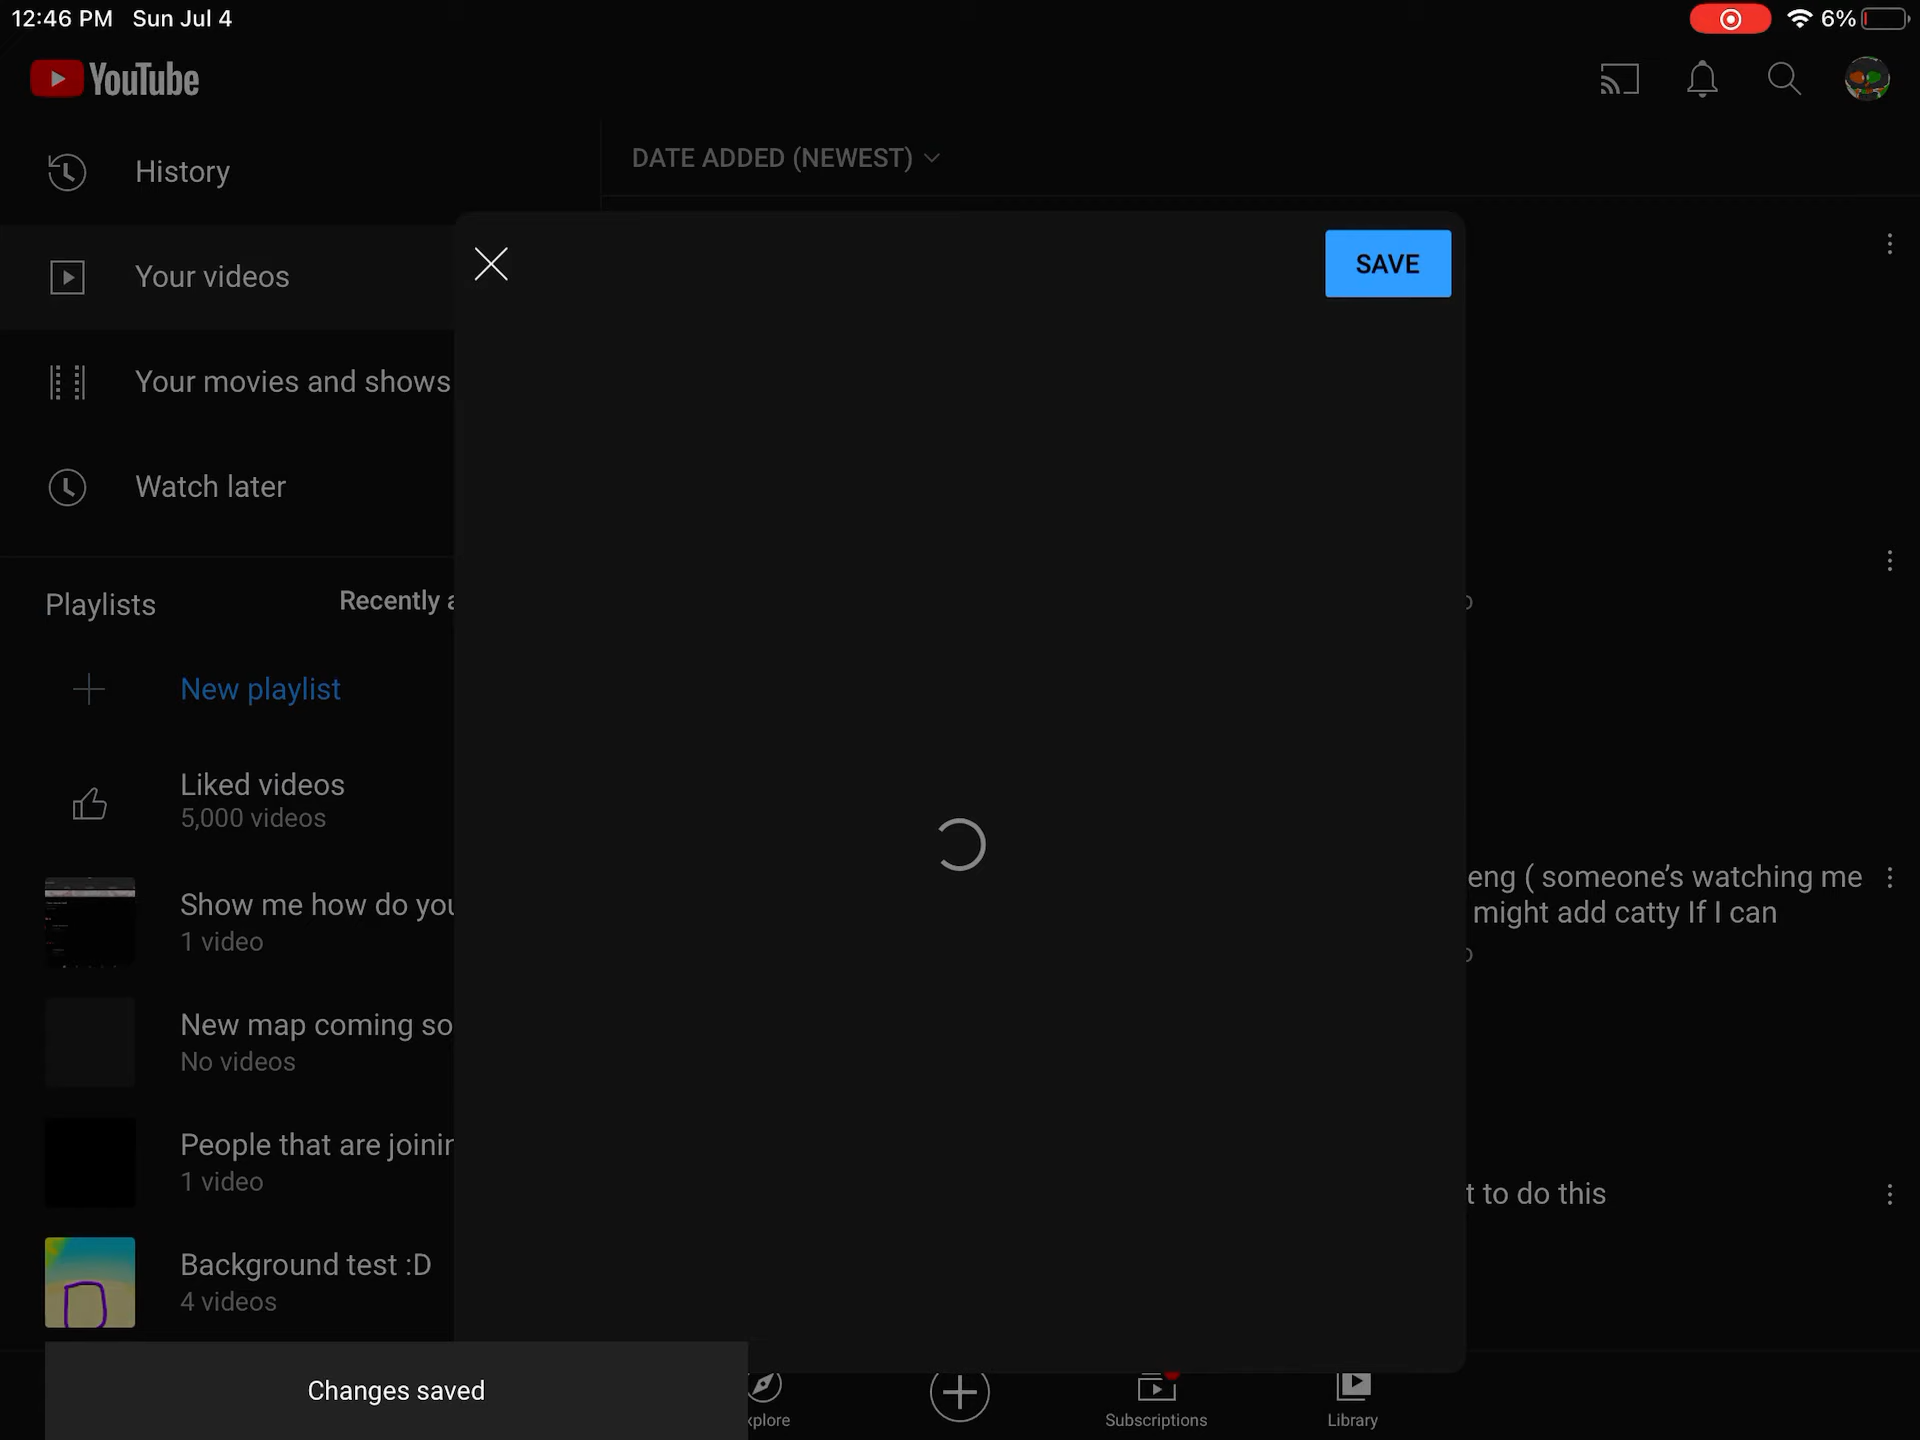 12:46 PM Sun Jul 4
6%
YouTube
History
DATE ADDED (NEWEST)
SAVE
Your videos
Your movies and shows
Watch later
Playlists
Recently a
New playlist
Liked videos
5,000 videos
Show me how do you
1 video
eng ( someone’s watching me
might add catty If I can
New map coming so
No videos
People that are joinin
1 video
t to do this
Background test :D
4 videos
Changes saved
xplore
Subscriptions
Library